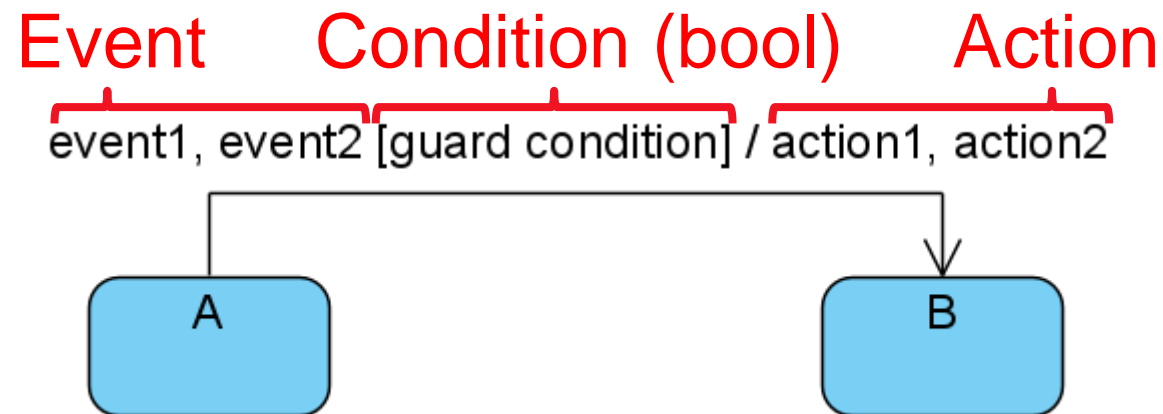 Event Condition (bool) Action
event1, event2 [guard condition] / action1, action2
A B